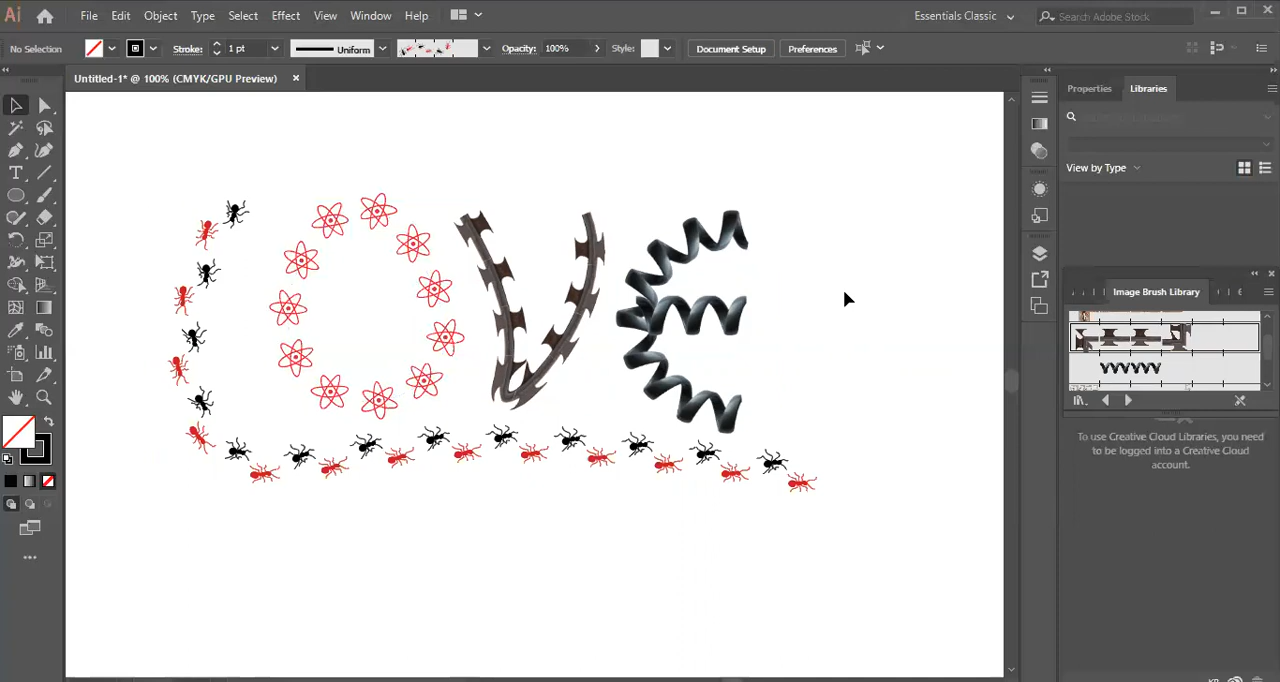 Ai File Edit Object Type Select Effect View Window Help Essentials Classic Search Adobe Stock
No Selection Stroke: 1 pt Uniform Opacity: 100% Style: Document Setup Preferences
Untitled-1* @ 100% (CMYK/GPU Preview) × Properties Libraries
View by Type
LOVE
Image Brush Library
To use Creative Cloud Libraries, you need
to be logged into a Creative Cloud
account.